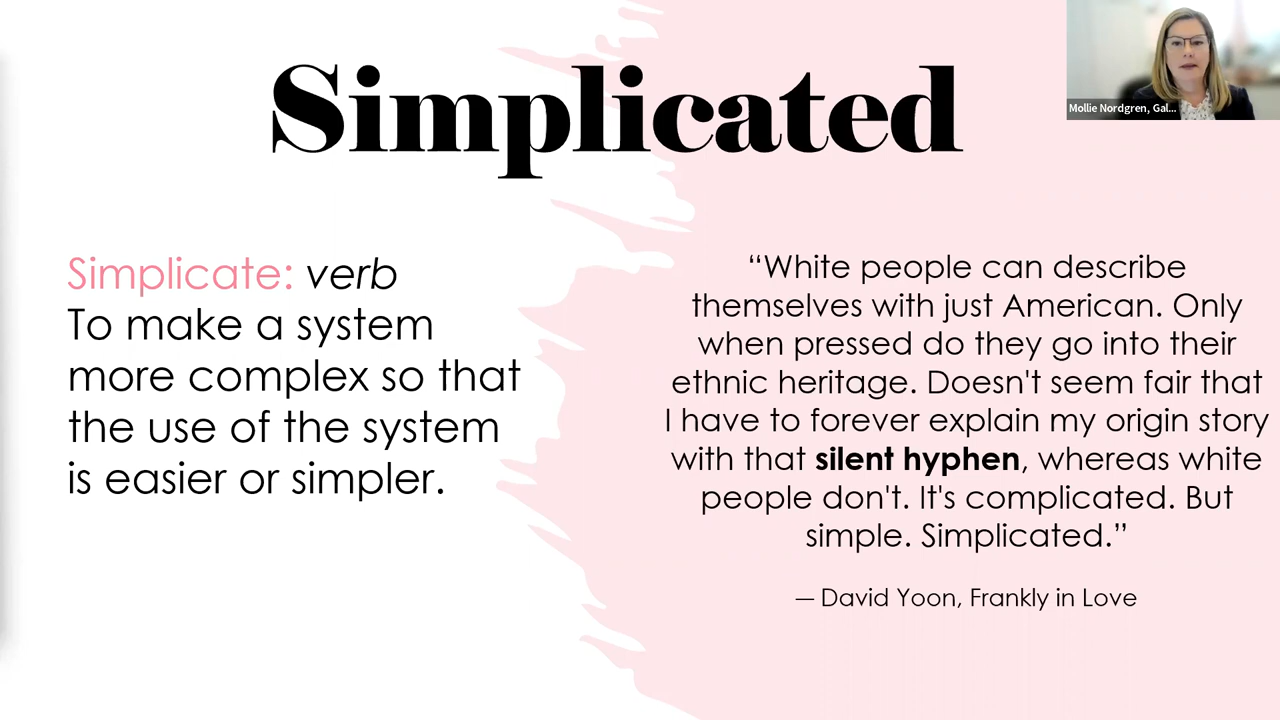 Simplicated
Mollie Nordgren, Gal...
Simplicate: verb
To make a system
more complex so that
the use of the system
is easier or simpler.
“White people can describe
themselves with just American. Only
when pressed do they go into their
ethnic heritage. Doesn't seem fair that
I have to forever explain my origin story
with that silent hyphen, whereas white
people don't. It's complicated. But
simple. Simplicated.”
— David Yoon, Frankly in Love